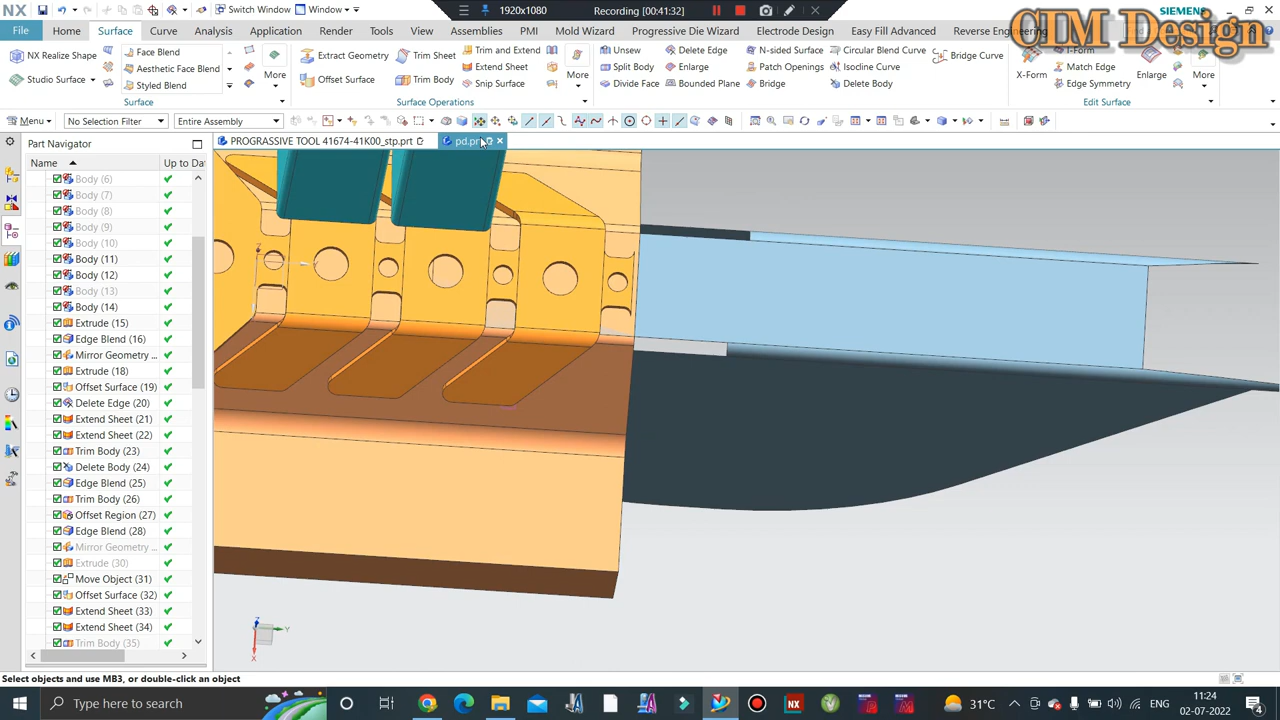 NX
Switch Window
Window
1920x1080
Recording [00:41:32]
SIEMENS
CIM Design
File
Home
Surface
Curve
Analysis
Application
Render
Tools
View
Assemblies
PMI
Mold Wizard
Progressive Die Wizard
Electrode Design
Easy Fill Advanced
Reverse Engineering
NX Realize Shape
Studio Surface
Face Blend
Aesthetic Face Blend
Styled Blend
More
Surface
Extract Geometry
Offset Surface
Trim Sheet
Trim Body
Trim and Extend
Extend Sheet
Snip Surface
More
Surface Operations
Unsew
Split Body
Divide Face
Delete Edge
Enlarge
Bounded Plane
N-sided Surface
Patch Openings
Bridge
Circular Blend Curve
Isocline Curve
Delete Body
Bridge Curve
X-Form
I-Form
Match Edge
Edge Symmetry
Enlarge
More
Edit Surface
Menu
No Selection Filter
Entire Assembly
Part Navigator
PROGRASSIVE TOOL 41674-41K00_stp.prt
pd.prt
Name
Up to Da
Body (6)
Body (7)
Body (8)
Body (9)
Body (10)
Body (11)
Body (12)
Body (13)
Body (14)
Extrude (15)
Edge Blend (16)
Mirror Geometry ...
Extrude (18)
Offset Surface (19)
Delete Edge (20)
Extend Sheet (21)
Extend Sheet (22)
Trim Body (23)
Delete Body (24)
Edge Blend (25)
Trim Body (26)
Offset Region (27)
Edge Blend (28)
Mirror Geometry ...
Extrude (30)
Move Object (31)
Offset Surface (32)
Extend Sheet (33)
Extend Sheet (34)
Trim Body (35)
Z
Y
X
Select objects and use MB3, or double-click an object
Type here to search
31°C
ENG
11:24
02-07-2022